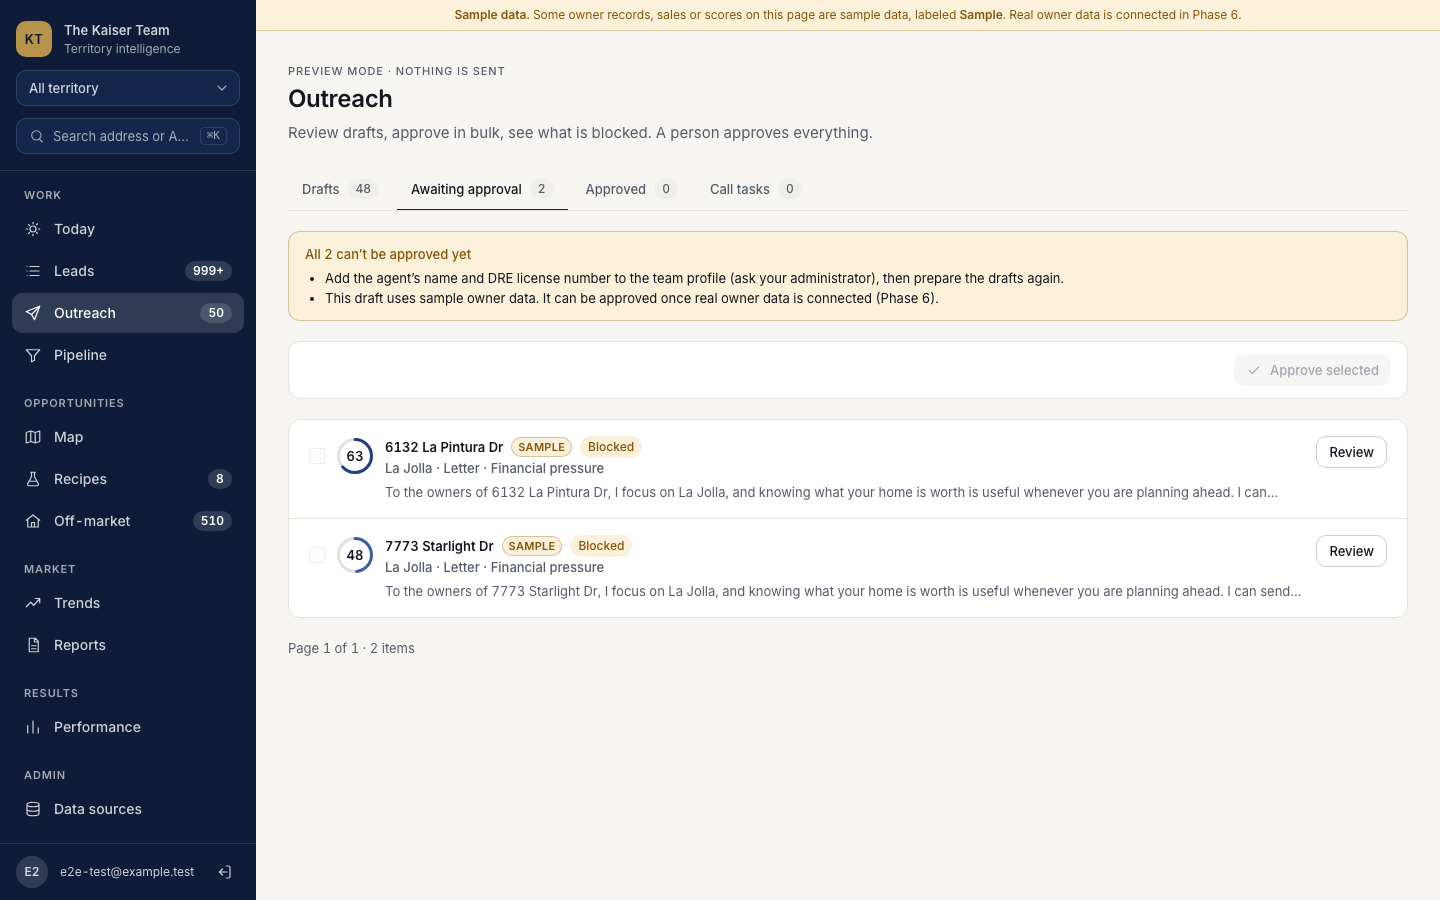 KT
The Kaiser Team
Territory intelligence
All territory
Search address or A... ⌘K
WORK
Today
Leads 999+
Outreach 50
Pipeline
OPPORTUNITIES
Map
Recipes 8
Off-market 510
MARKET
Trends
Reports
RESULTS
Performance
ADMIN
Data sources
E2 e2e-test@example.test
Sample data. Some owner records, sales or scores on this page are sample data, labeled Sample. Real owner data is connected in Phase 6.
PREVIEW MODE · NOTHING IS SENT
Outreach
Review drafts, approve in bulk, see what is blocked. A person approves everything.
Drafts 48 Awaiting approval 2 Approved 0 Call tasks 0
All 2 can’t be approved yet
• Add the agent’s name and DRE license number to the team profile (ask your administrator), then prepare the drafts again.
• This draft uses sample owner data. It can be approved once real owner data is connected (Phase 6).
Approve selected
63 6132 La Pintura Dr SAMPLE Blocked Review
La Jolla · Letter · Financial pressure
To the owners of 6132 La Pintura Dr, I focus on La Jolla, and knowing what your home is worth is useful whenever you are planning ahead. I can...
48 7773 Starlight Dr SAMPLE Blocked Review
La Jolla · Letter · Financial pressure
To the owners of 7773 Starlight Dr, I focus on La Jolla, and knowing what your home is worth is useful whenever you are planning ahead. I can send...
Page 1 of 1 · 2 items